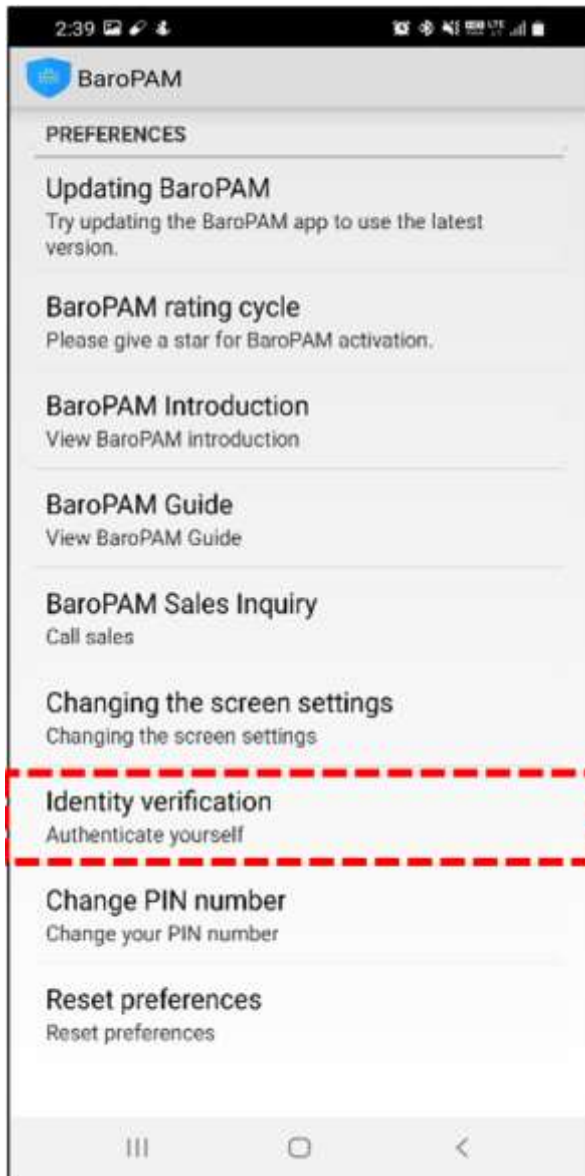 2:39
BaroPAM
PREFERENCES
Updating BaroPAM
Try updating the BaroPAM app to use the latest
version.
BaroPAM rating cycle
Please give a star for BaroPAM activation.
BaroPAM Introduction
View BaroPAM introduction
BaroPAM Guide
View BaroPAM Guide
BaroPAM Sales Inquiry
Call sales
Changing the screen settings
Changing the screen settings
Identity verification
Authenticate yourself
Change PIN number
Change your PIN number
Reset preferences
Reset preferences